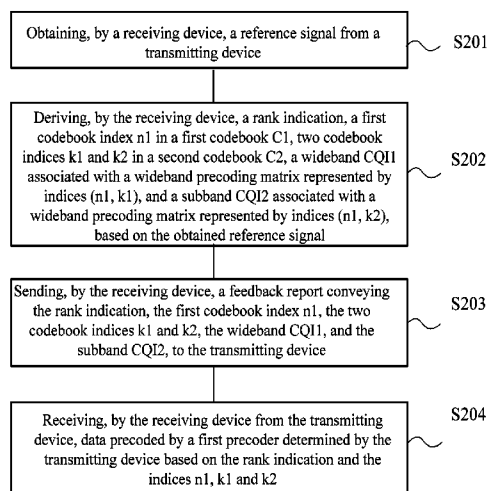 Obtaining, by a receiving device, a reference signal from a
transmitting device
S201
Deriving, by the receiving device, a rank indication, a first
codebook index n1 in a first codebook C1, two codebook
indices k1 and k2 in a second codebook C2, a wideband CQI1
associated with a wideband precoding matrix represented by
indices (n1, k1), and a subband CQI2 associated with a
wideband precoding matrix represented by indices (n1, k2),
based on the obtained reference signal
S202
Sending, by the receiving device, a feedback report conveying
the rank indication, the first codebook index n1, the two
codebook indices k1 and k2, the wideband CQI1, and the
subband CQI2, to the transmitting device
S203
Receiving, by the receiving device from the transmitting
device, data precoded by a first precoder determined by the
transmitting device based on the rank indication and the
indices n1, k1 and k2
S204